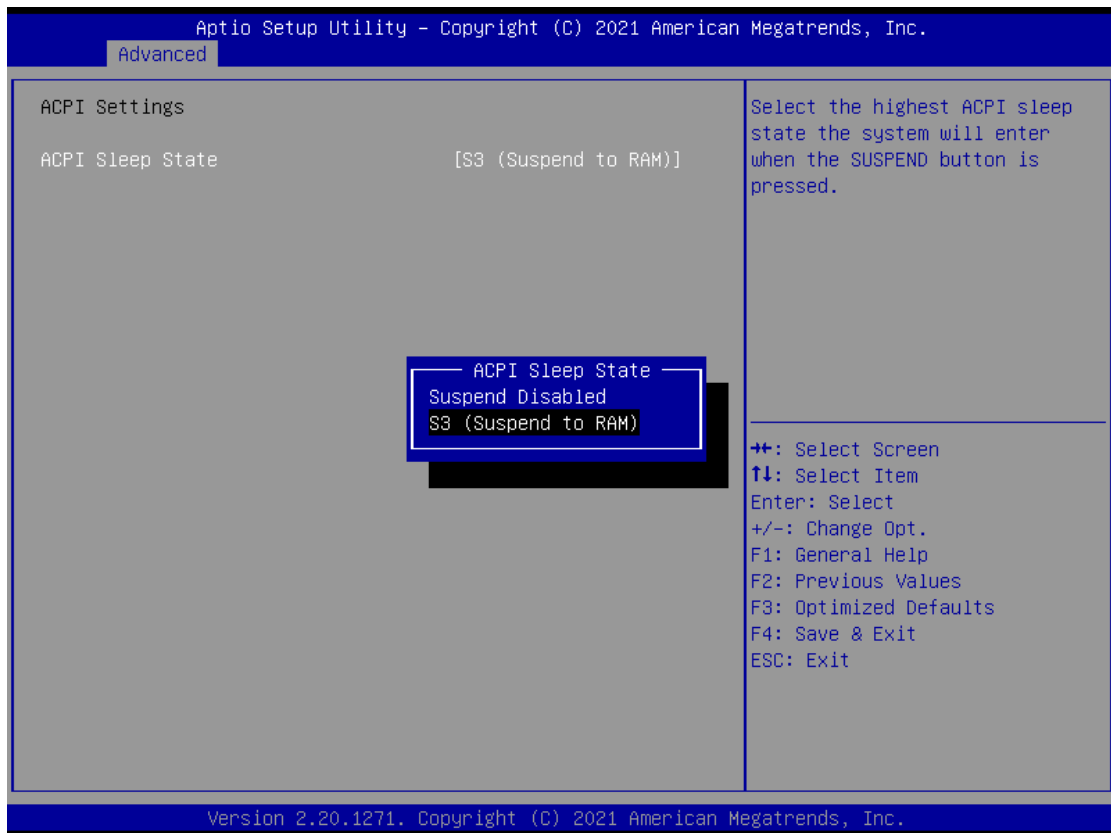 Aptio Setup Utility – Copyright (C) 2021 American Megatrends, Inc.
Advanced
ACPI Settings
ACPI Sleep State [S3 (Suspend to RAM)]
Select the highest ACPI sleep
state the system will enter
when the SUSPEND button is
pressed.
ACPI Sleep State
Suspend Disabled
S3 (Suspend to RAM)
→←: Select Screen
↑↓: Select Item
Enter: Select
+/-: Change Opt.
F1: General Help
F2: Previous Values
F3: Optimized Defaults
F4: Save & Exit
ESC: Exit
Version 2.20.1271. Copyright (C) 2021 American Megatrends, Inc.